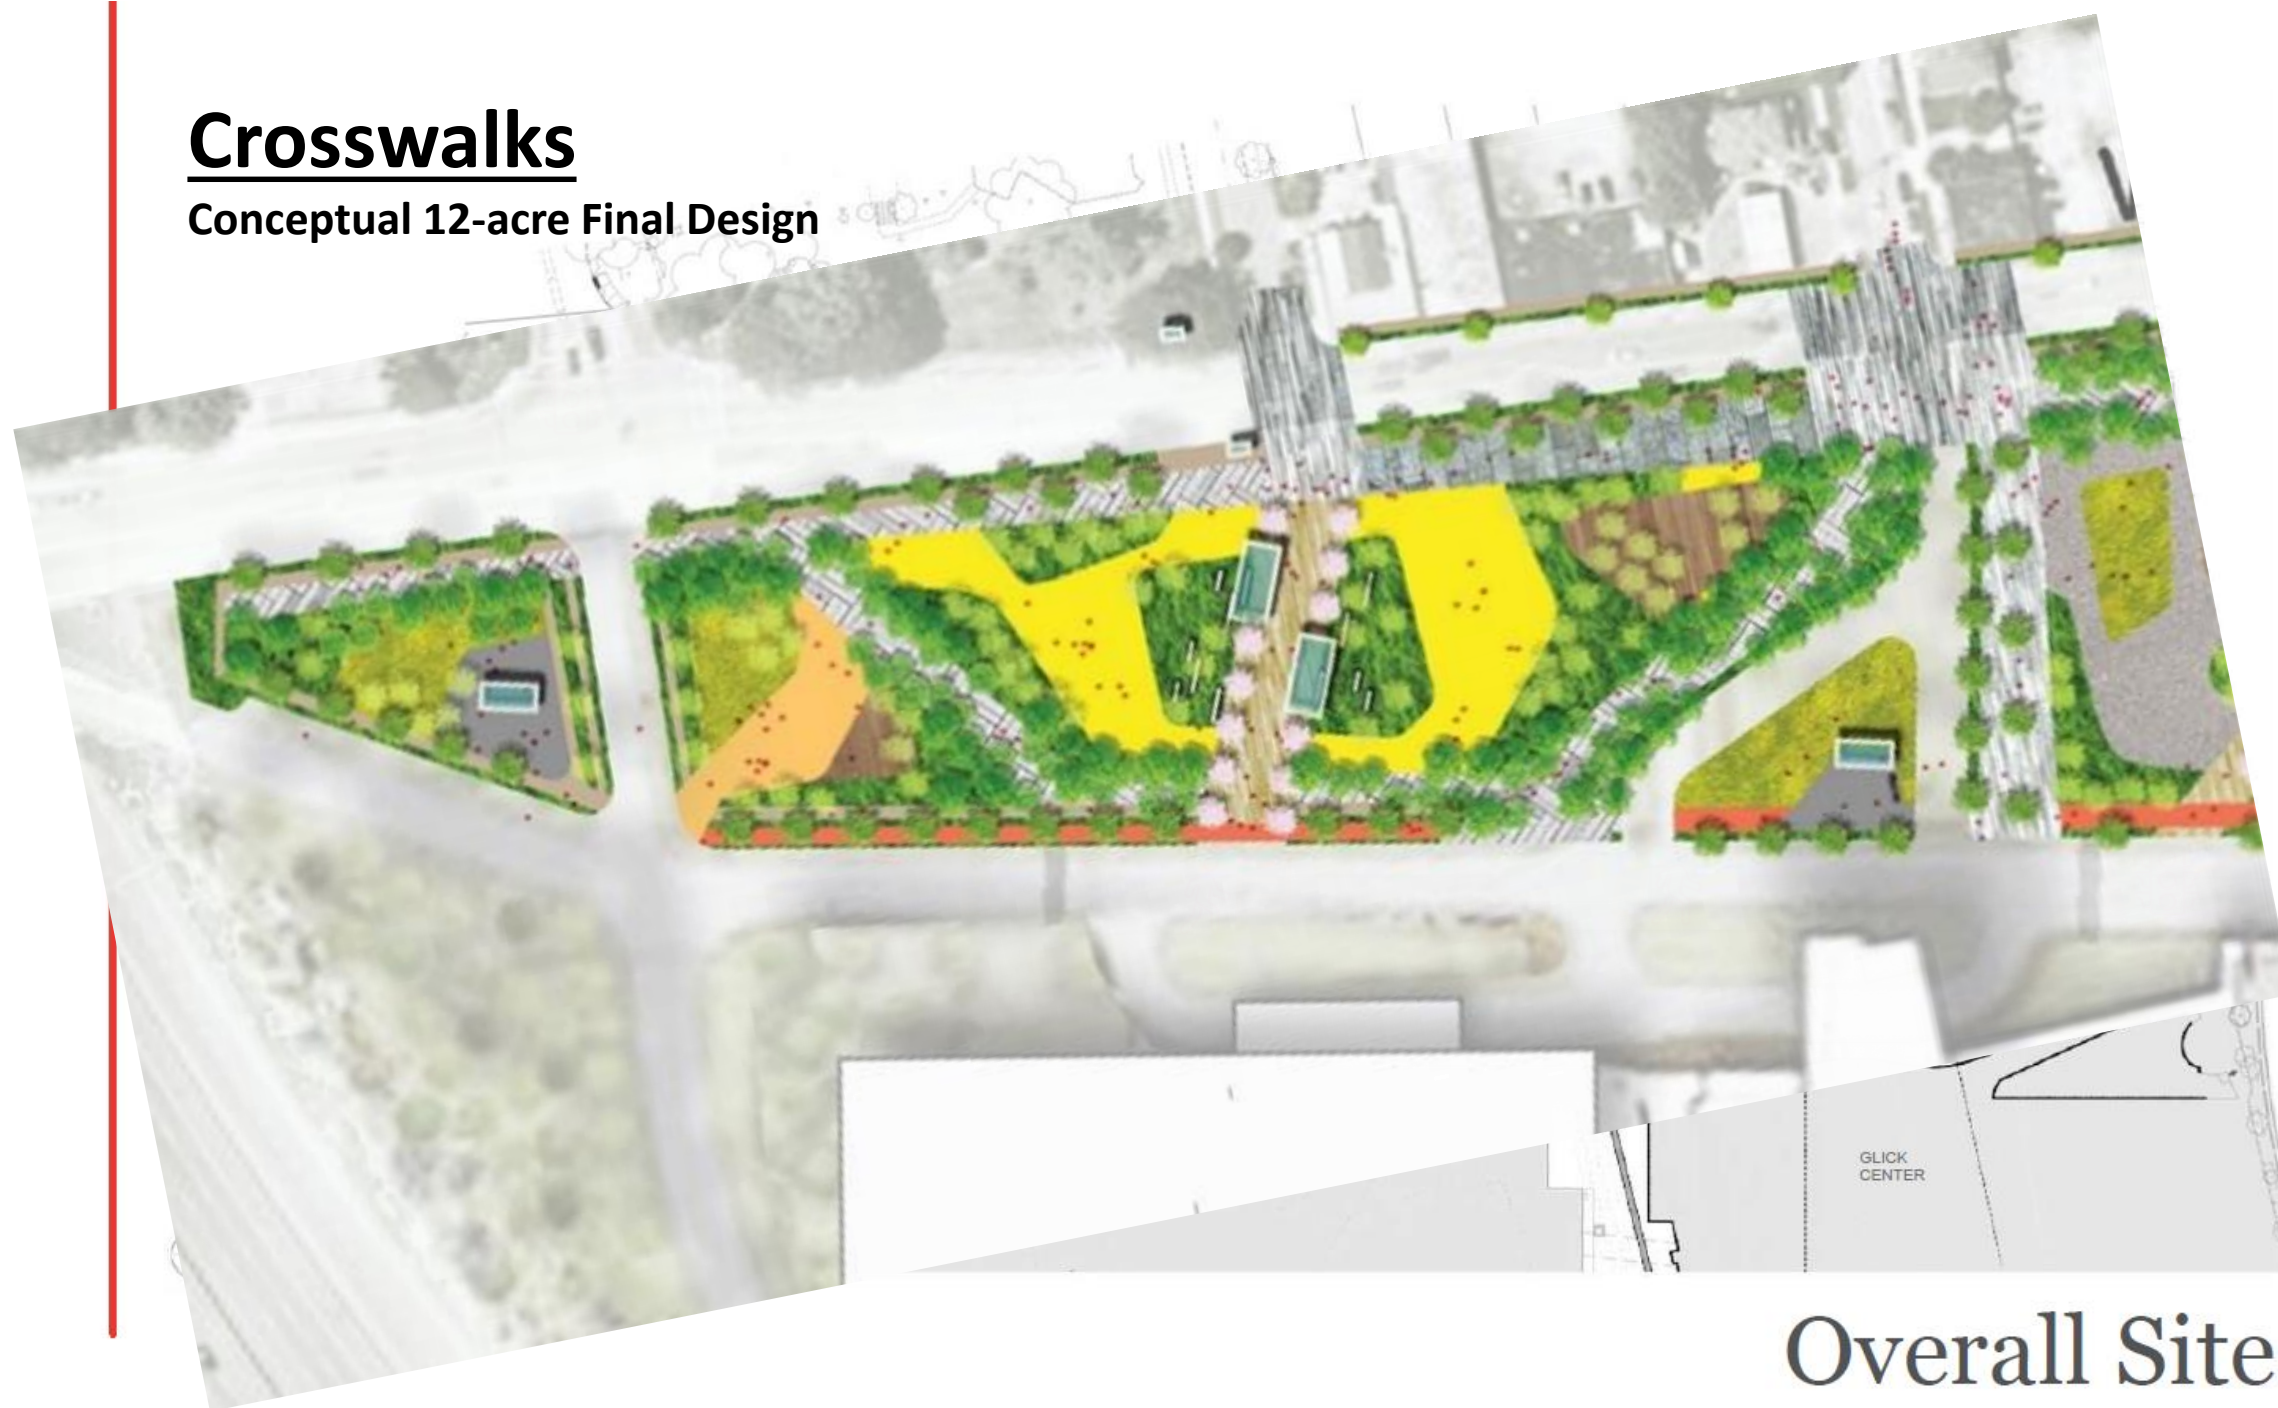 Crosswalks
Conceptual 12-acre Final Design
GLICK
CENTER
Overall Site